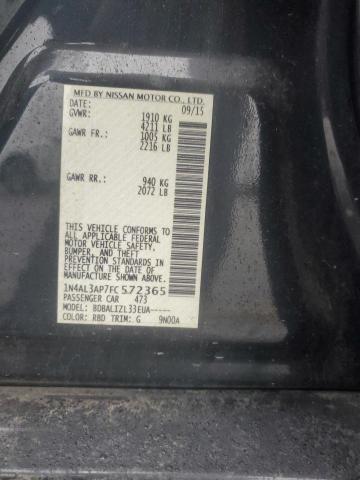 MFD BY NISSAN MOTOR CO., LTD.
DATE: 09/15
GVWR: 1910 KG
4211 LB
GAWR FR: 1005 KG
2216 LB
GAWR RR: 940 KG
2072 LB
THIS VEHICLE CONFORMS TO
ALL APPLICABLE FEDERAL
MOTOR VEHICLE SAFETY,
BUMPER, AND THEFT
PREVENTION STANDARDS
IN EFFECT ON THE DATE OF
MANUFACTURE SHOWN ABOVE.
1N4AL3AP7FC572365
PASSENGER CAR 473
MODEL: BDBALIZL33EUA-----
COLOR: RBD TRIM: G 9N00A